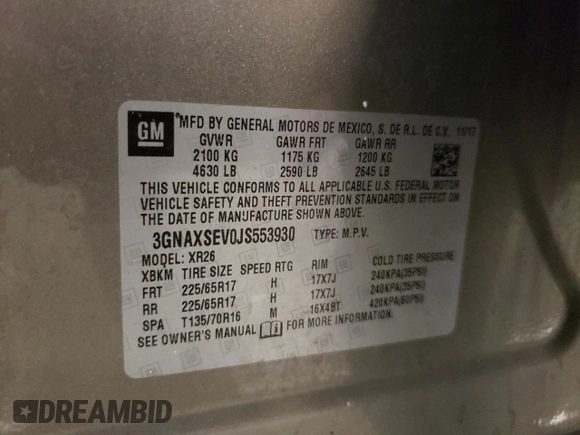 GM
*MFD BY GENERAL MOTORS DE MEXICO, S. DE R.L. DE C.V. 11/17
GVWR GAWR FRT GAWR RR
2100 KG 1175 KG 1200 KG
4630 LB 2590 LB 2645 LB
THIS VEHICLE CONFORMS TO ALL APPLICABLE U.S. FEDERAL MOTOR
VEHICLE SAFETY AND THEFT PREVENTION STANDARDS IN EFFECT ON
THE DATE OF MANUFACTURE SHOWN ABOVE.
3GNAXSEV0JS553930 TYPE: M.P.V.
MODEL: XR26
XBKM TIRE SIZE SPEED RTG RIM COLD TIRE PRESSURE
FRT 225/65R17 H 17X7J 240KPA(35PSI)
RR 225/65R17 H 17X7J 240KPA(35PSI)
SPA T135/70R16 M 16X4BT 420KPA(60PSI)
SEE OWNER'S MANUAL FOR MORE INFORMATION
DREAMBID